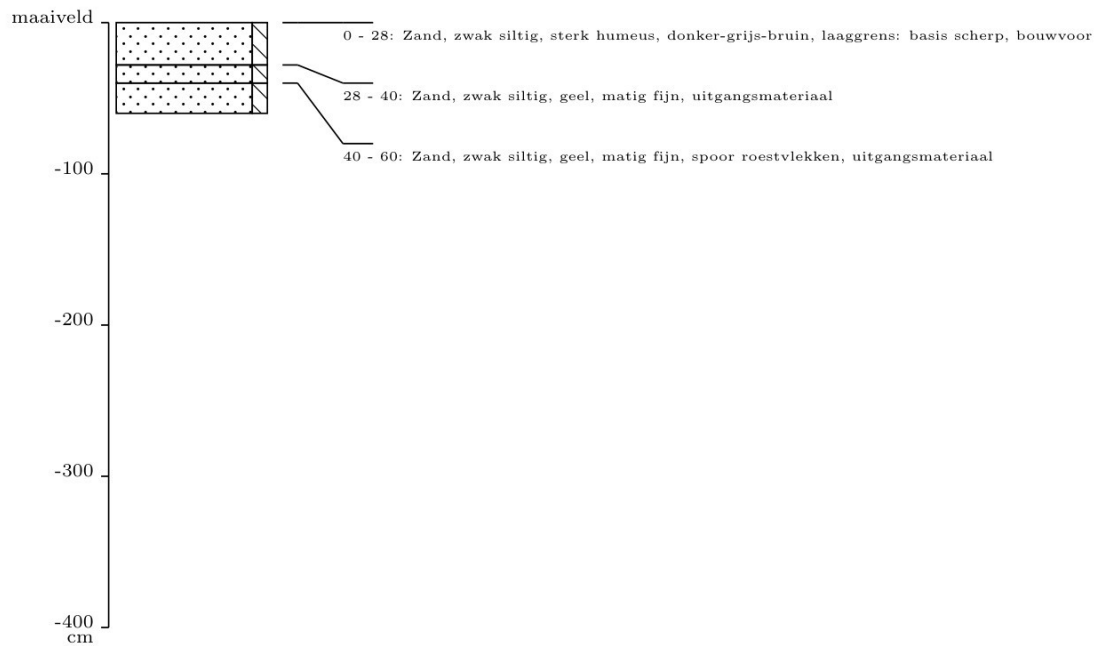 maaiveld
0 - 28: Zand, zwak siltig, sterk humeus, donker-grijs-bruin, laaggrens: basis scherp, bouwvoor
28 - 40: Zand, zwak siltig, geel, matig fijn, uitgangsmateriaal
40 - 60: Zand, zwak siltig, geel, matig fijn, spoor roestvlekken, uitgangsmateriaal
-100
-200
-300
-400
cm